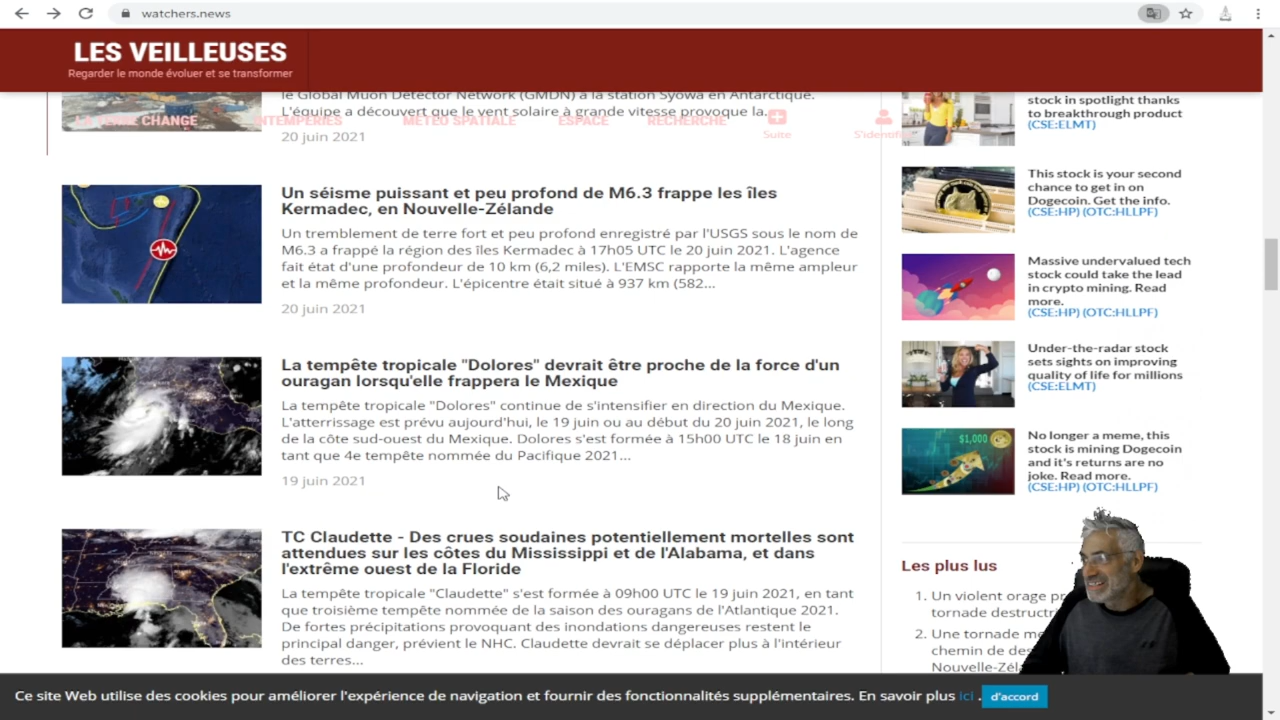 watchers.news
LES VEILLEUSES
Regarder le monde évoluer et se transformer
le Global Muon Detector Network (GMDN) à la station Syowa en Antarctique.
L'équipe a découvert que le vent solaire à grande vitesse provoque la.
LA TERRE CHANGE INTEMPÉRIES MÉTÉO SPATIALE ESPACE RECHERCHE
Suite
20 juin 2021
Un séisme puissant et peu profond de M6.3 frappe les îles
Kermadec, en Nouvelle-Zélande
Un tremblement de terre fort et peu profond enregistré par l'USGS sous le nom de
M6.3 a frappé la région des îles Kermadec à 17h05 UTC le 20 juin 2021. L'agence
fait état d'une profondeur de 10 km (6,2 miles). L'EMSC rapporte la même ampleur
et la même profondeur. L'épicentre était situé à 937 km (582...
20 juin 2021
La tempête tropicale "Dolores" devrait être proche de la force d'un
ouragan lorsqu'elle frappera le Mexique
La tempête tropicale "Dolores" continue de s'intensifier en direction du Mexique.
L'atterrissage est prévu aujourd'hui, le 19 juin ou au début du 20 juin 2021, le long
de la côte sud-ouest du Mexique. Dolores s'est formée à 15h00 UTC le 18 juin en
tant que 4e tempête nommée du Pacifique 2021...
19 juin 2021
TC Claudette - Des crues soudaines potentiellement mortelles sont
attendues sur les côtes du Mississippi et de l'Alabama, et dans
l'extrême ouest de la Floride
La tempête tropicale "Claudette" s'est formée à 09h00 UTC le 19 juin 2021, en tant
que troisième tempête nommée de la saison des ouragans de l'Atlantique 2021.
De fortes précipitations provoquant des inondations dangereuses restent le
principal danger, prévient le NHC. Claudette devrait se déplacer plus à l'intérieur
des terres...
stock in spotlight thanks
to breakthrough product
(CSE:ELMT)
This stock is your second
chance to get in on
Dogecoin. Get the info.
(CSE:HP) (OTC:HLLPF)
Massive undervalued tech
stock could take the lead
in crypto mining. Read
more.
(CSE:HP) (OTC:HLLPF)
Under-the-radar stock
sets sights on improving
quality of life for millions
(CSE:ELMT)
$1,000
No longer a meme, this
stock is mining Dogecoin
and it's returns are no
joke. Read more.
(CSE:HP) (OTC:HLLPF)
Les plus lus
1. Un violent orage
tornade
2. Une tornade
chemin de
Ce site Web utilise des cookies pour améliorer l'expérience de navigation et fournir des fonctionnalités supplémentaires. En savoir plus ici . d'accord